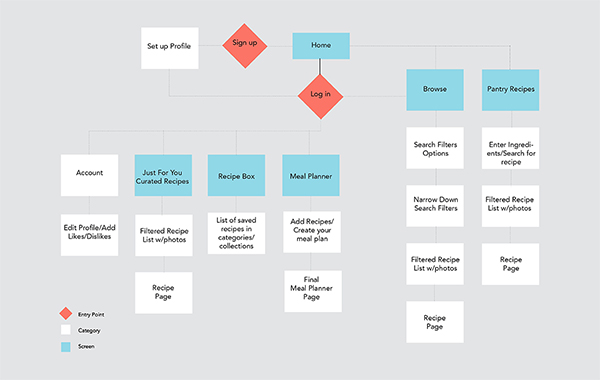 Set up Profile
Sign up
Home
Log in
Browse
Pantry Recipes
Search Filters
Options
Enter Ingredi-
ents/Search for
recipe
Account
Just For You
Curated Recipes
Recipe Box
Meal Planner
Narrow Down
Search Filters
Filtered Recipe
List w/photos
Edit Profile/Add
Likes/Dislikes
Filtered Recipe
List w/photos
List of saved
recipes in
categories/
collections
Add Recipes/
Create your
meal plan
Filtered Recipe
List w/photos
Recipe
Page
Recipe
Page
Final
Meal Planner
Page
Recipe
Page
Entry Point
Category
Screen